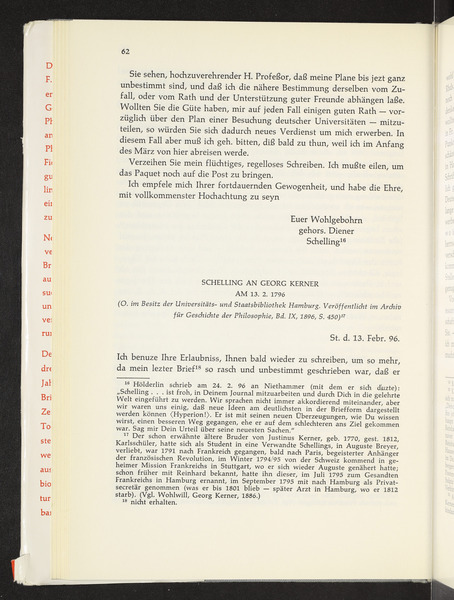 62
Sie sehen, hochzuverehrender H. Profeßor, daß meine Plane bis jezt ganz
unbestimmt sind, und daß ich die nähere Bestimmung derselben vom Zu-
fall, oder vom Rath und der Unterstützung guter Freunde abhängen laße.
Wollten Sie die Güte haben, mir auf jeden Fall einigen guten Rath — vor-
züglich über den Plan einer Besuchung deutscher Universitäten — mitzu-
teilen, so würden Sie sich dadurch neues Verdienst um mich erwerben. In
diesem Fall aber muß ich geh. bitten, diß bald zu thun, weil ich im Anfang
des März von hier abreisen werde.
Verzeihen Sie mein flüchtiges, regelloses Schreiben. Ich mußte eilen, um
das Paquet noch auf die Post zu bringen.
Ich empfele mich Ihrer fortdauernden Gewogenheit, und habe die Ehre,
mit vollkommenster Hochachtung zu seyn
Euer Wohlgebohrn
gehors. Diener
Schelling¹⁶
SCHELLING AN GEORG KERNER
AM 13. 2. 1796
(O. im Besitz der Universitäts- und Staatsbibliothek Hamburg. Veröffentlicht im Archiv
für Geschichte der Philosophie, Bd. IX, 1896, S. 450)¹⁷
St. d. 13. Febr. 96.
Ich benuze Ihre Erlaubniss, Ihnen bald wieder zu schreiben, um so mehr,
da mein lezter Brief¹⁸ so rasch und unbestimmt geschrieben war, daß er
¹⁶ Hölderlin schrieb am 24. 2. 96 an Niethammer (mit dem er sich duzte):
„Schelling . . . ist froh, in Deinem Journal mitzuarbeiten und durch Dich in die gelehrte
Welt eingeführt zu werden. Wir sprachen nicht immer akkordierend miteinander, aber
wir waren uns einig, daß neue Ideen am deutlichsten in der Briefform dargestellt
werden können (Hyperion!). Er ist mit seinen neuen Überzeugungen, wie Du wissen
wirst, einen besseren Weg gegangen, ehe er auf dem schlechteren ans Ziel gekommen
war. Sag mir Dein Urteil über seine neuesten Sachen."
¹⁷ Der schon erwähnte ältere Bruder von Justinus Kerner, geb. 1770, gest. 1812,
Karlsschüler, hatte sich als Student in eine Verwandte Schellings, in Auguste Breyer,
verliebt, war 1791 nach Frankreich gegangen, bald nach Paris, begeisterter Anhänger
der französischen Revolution, im Winter 1794/95 von der Schweiz kommend in ge-
heimer Mission Frankreichs in Stuttgart, wo er sich wieder Auguste genähert hatte;
schon früher mit Reinhard bekannt, hatte ihn dieser, im Juli 1795 zum Gesandten
Frankreichs in Hamburg ernannt, im September 1795 mit nach Hamburg als Privat-
secretär genommen (was er bis 1801 blieb — später Arzt in Hamburg, wo er 1812
starb). (Vgl. Wohlwill, Georg Kerner, 1886.)
¹⁸ nicht erhalten.